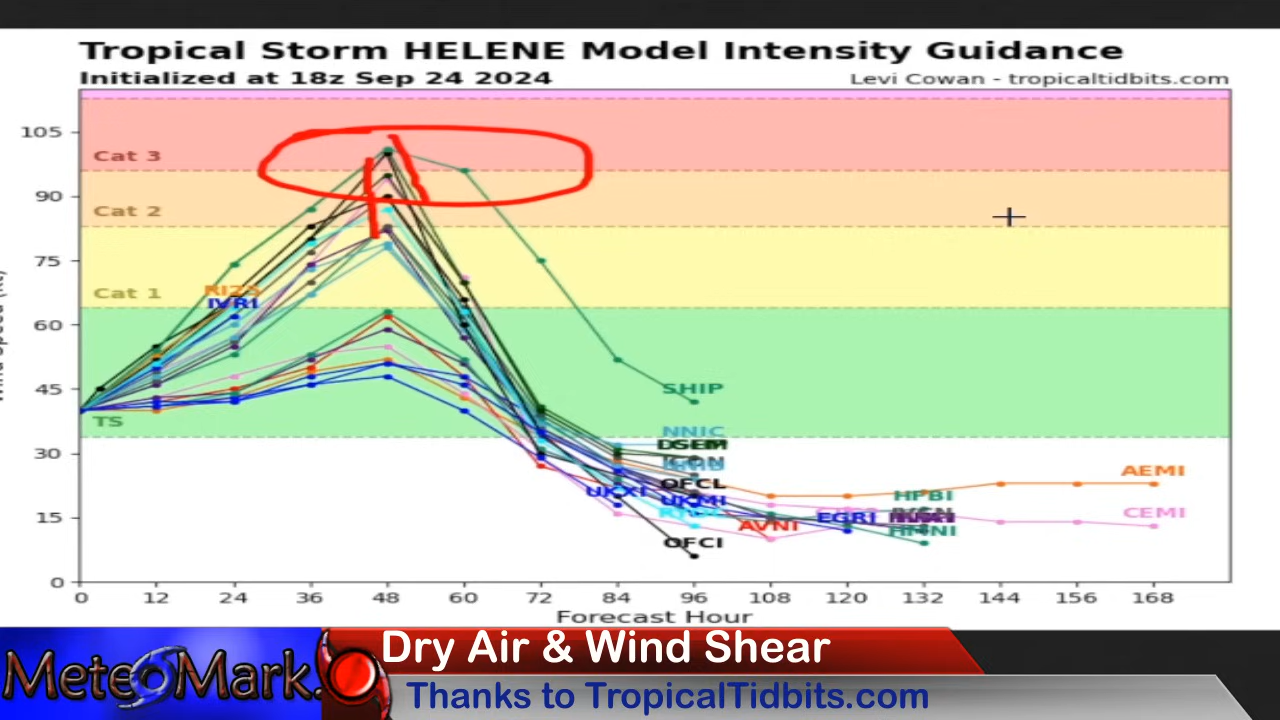 Tropical Storm HELENE Model Intensity Guidance
Initialized at 18z Sep 24 2024
Levi Cowan - tropicaltidbits.com
105
Cat 3
90
Cat 2
75
Cat 1
NI25
IVRI
60
45
SHIP
TS
NNIC
30
OFCL
AEMI
UKXI
UKMI
HFBI
15
AVNI
EGRI
CEMI
OFCI
0
0 12 24 36 48 60 72 84 96 108 120 132 144 156 168
Forecast Hour
Dry Air & Wind Shear
MeteoMark.
Thanks to TropicalTidbits.com